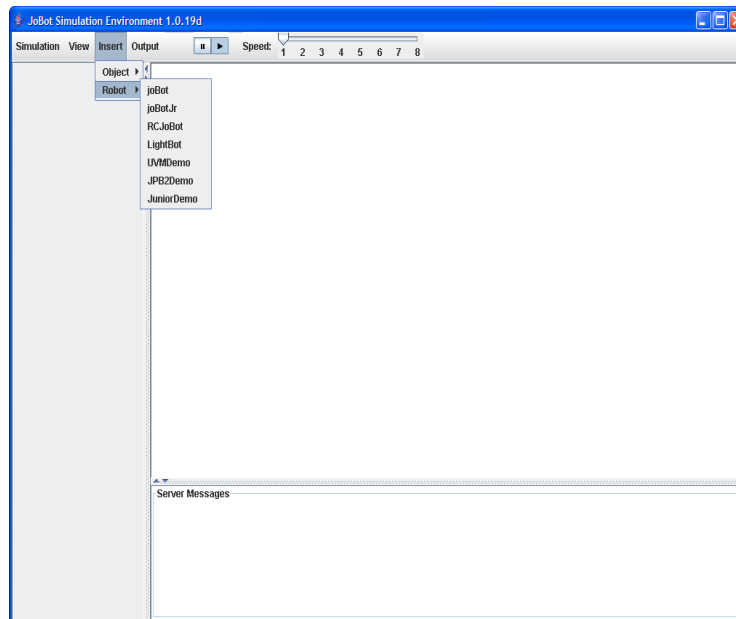 JoBot Simulation Environment 1.0.19d
Simulation View Insert Output Speed:
1 2 3 4 5 6 7 8
Object
Robot
joBot
joBotJr
RCJoBot
LightBot
UVMDemo
JPB2Demo
JuniorDemo
Server Messages